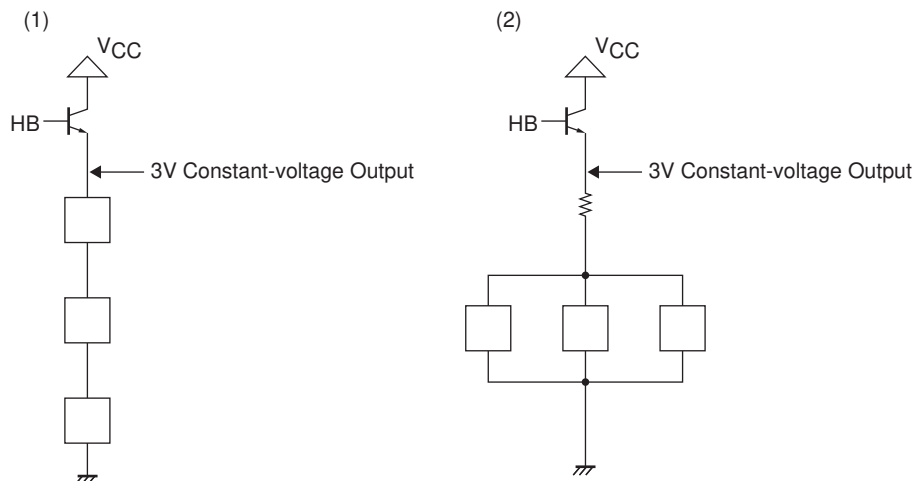 (1)
VCC
HB
3V Constant-voltage Output
(2)
VCC
HB
3V Constant-voltage Output